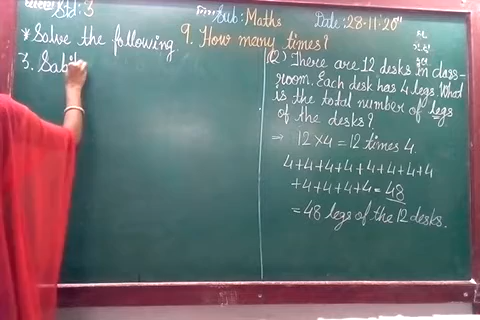 Std: 3
Sub: Maths
Date: 28-11-20
* Solve the following.
9. How many times?
3. Sabi
Q) There are 12 desks in class-
room. Each desk has 4 legs. What
is the total number of legs
of the desks?
⇒ 12 × 4 = 12 times 4.
4+4+4+4+4+4+4+4
+4+4+4+4 = 48
= 48 legs of the 12 desks.